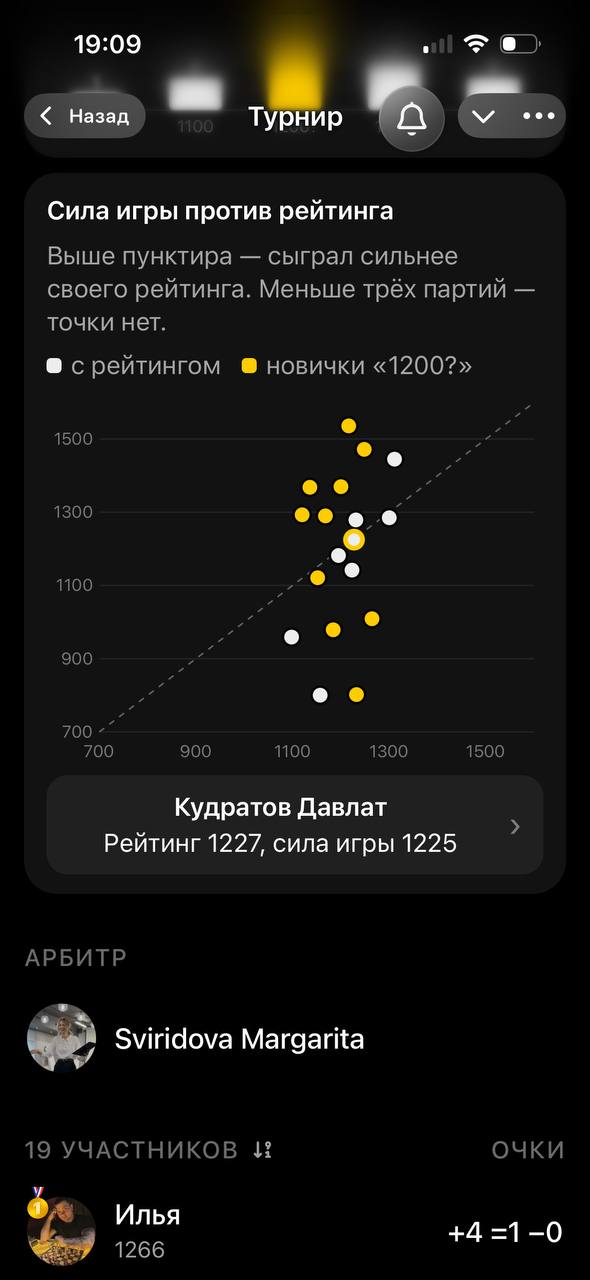 19:09
Назад
Турнир
1100
Сила игры против рейтинга
Выше пунктира — сыграл сильнее
своего рейтинга. Меньше трёх партий —
точки нет.
с рейтингом
новички «1200?»
1500
1300
1100
900
700
700
900
1100
1300
1500
Кудратов Давлат
Рейтинг 1227, сила игры 1225
АРБИТР
Sviridova Margarita
19 УЧАСТНИКОВ
ОЧКИ
1
Илья
+4 =1 −0
1266